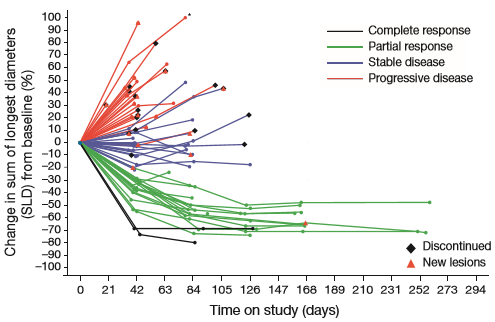 Change in sum of longest diameters
(SLD) from baseline (%)
100
90
80
70
60
50
40
30
20
10
0
−10
−20
−30
−40
−50
−60
−70
−80
−90
−100
*
Complete response
Partial response
Stable disease
Progressive disease
Discontinued
New lesions
0 21 42 63 84 105 126 147 168 189 210 231 252 273 294
Time on study (days)